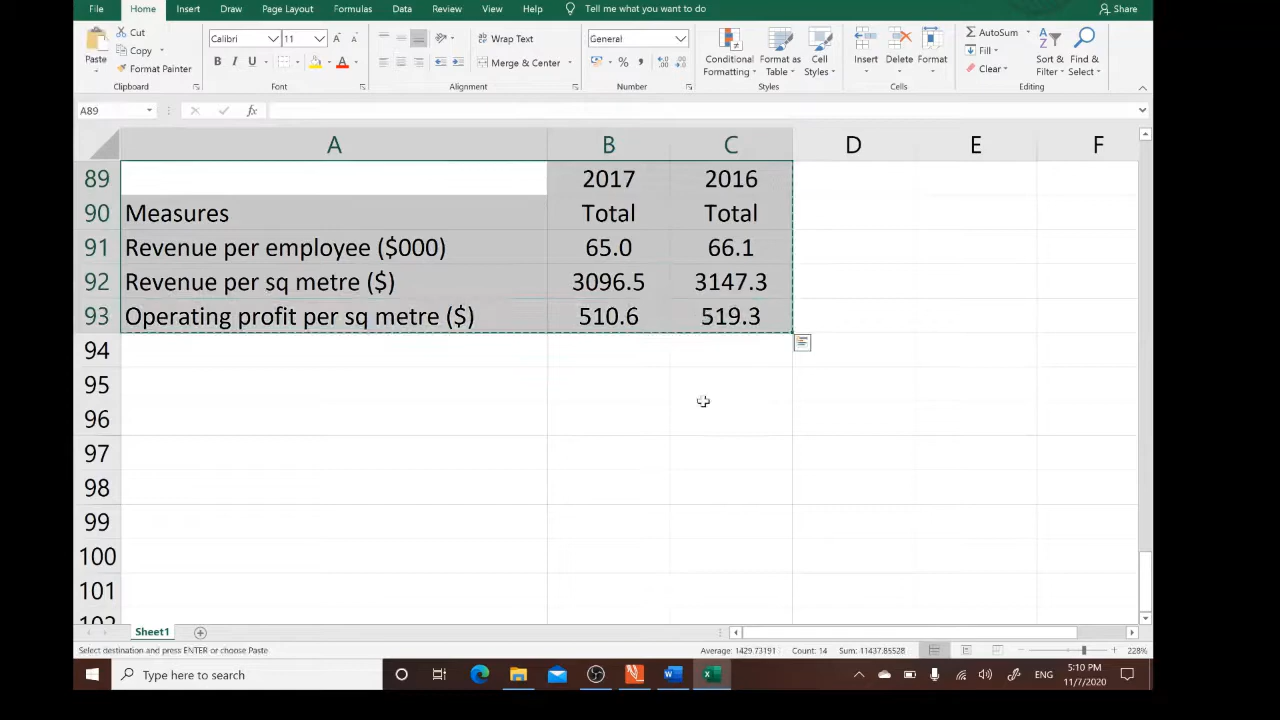 File Home Insert Draw Page Layout Formulas Data Review View Help Tell me what you want to do Share
Paste Cut Copy Format Painter Clipboard
Calibri 11 B I U Font
Wrap Text Merge & Center Alignment
General % Number
Conditional Formatting Format as Table Cell Styles Styles
Insert Delete Format Cells
AutoSum Fill Clear Sort & Filter Find & Select Editing
A89 fx
A B C D E F
89 2017 2016
90 Measures Total Total
91 Revenue per employee ($000) 65.0 66.1
92 Revenue per sq metre ($) 3096.5 3147.3
93 Operating profit per sq metre ($) 510.6 519.3
94
95
96
97
98
99
100
101
102
Sheet1
Select destination and press ENTER or choose Paste Average: 1429.73191 Count: 14 Sum: 11437.85528 228%
Type here to search ENG 5:10 PM
11/7/2020